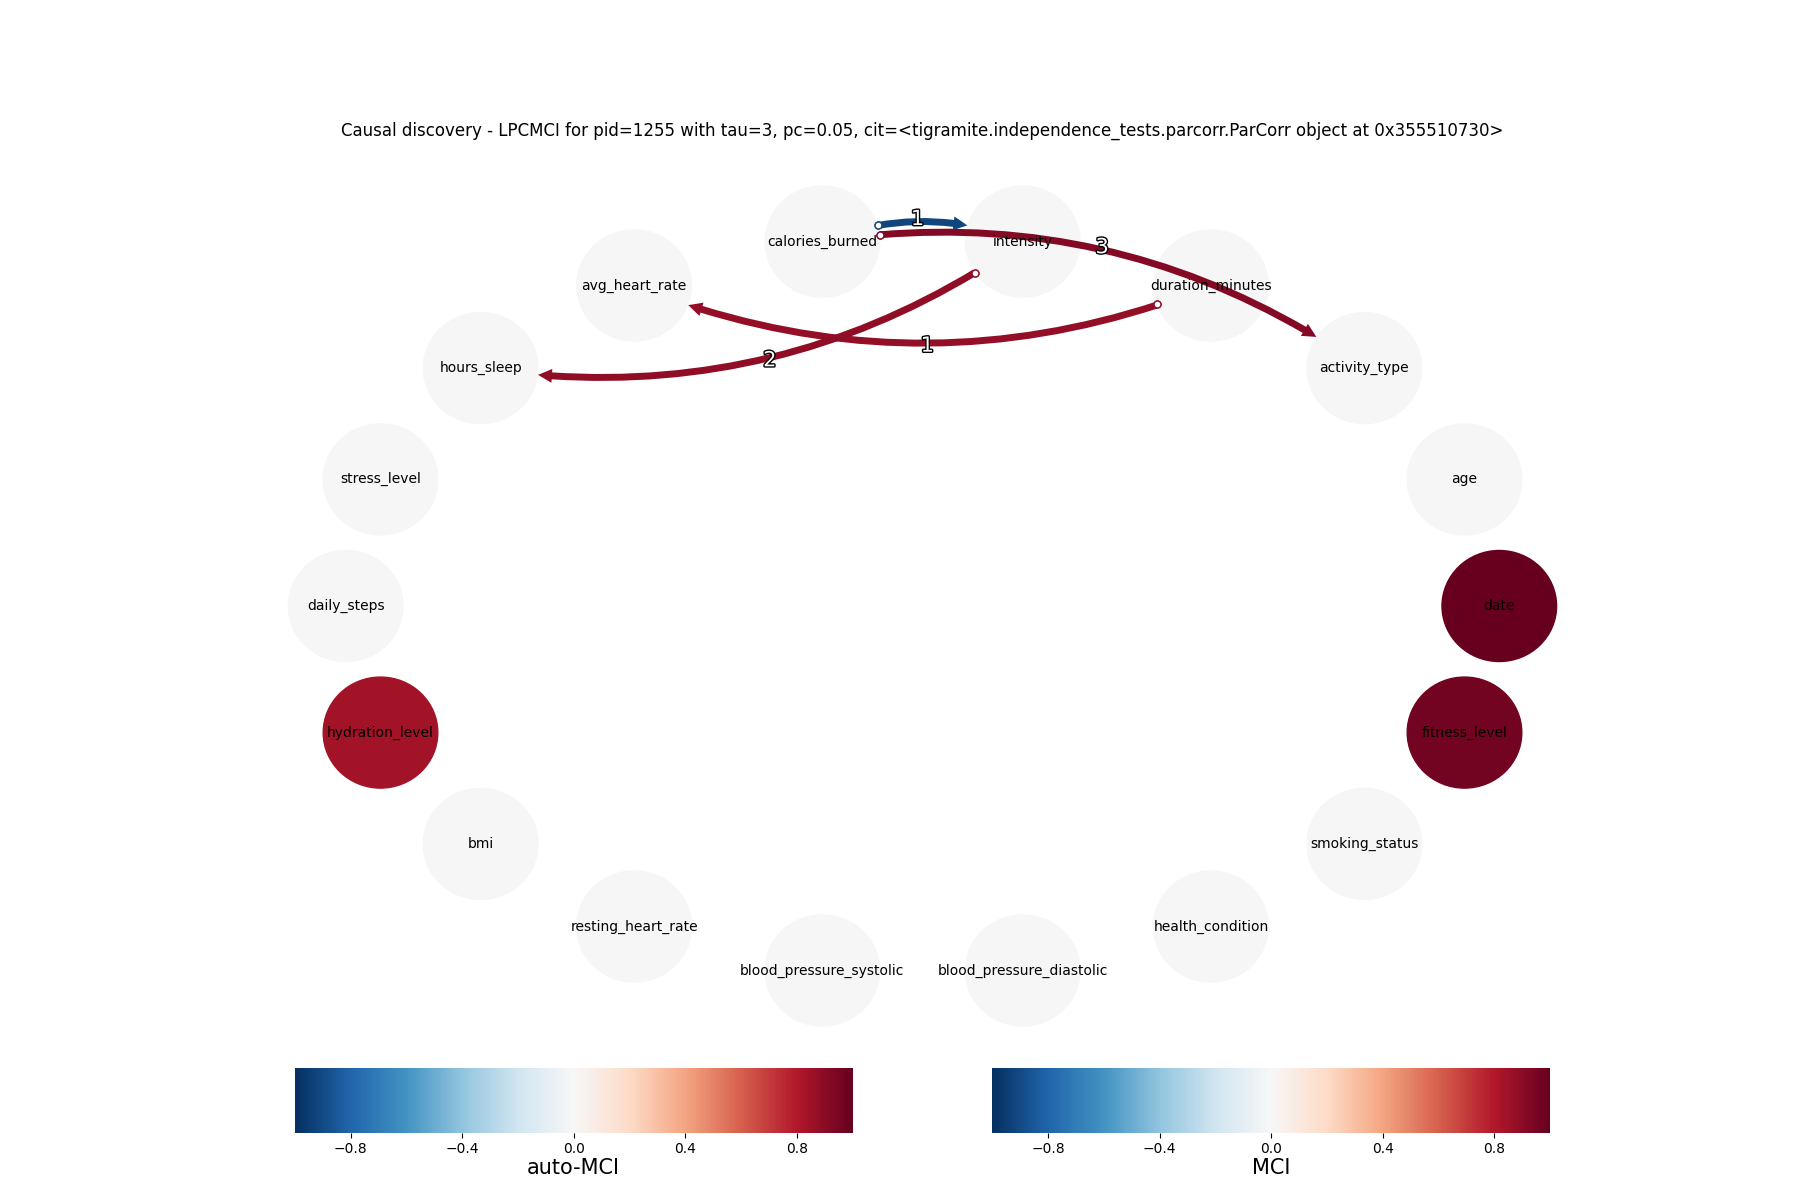 Causal discovery - LPCMCI for pid=1255 with tau=3, pc=0.05, cit=<tigramite.independence_tests.parcorr.ParCorr object at 0x355510730>
1
calories_burned
intensity
3
avg_heart_rate
duration_minutes
1
2
hours_sleep
activity_type
stress_level
age
daily_steps
date
hydration_level
fitness_level
bmi
smoking_status
resting_heart_rate
health_condition
blood_pressure_systolic
blood_pressure_diastolic
−0.8 −0.4 0.0 0.4 0.8
auto-MCI
−0.8 −0.4 0.0 0.4 0.8
MCI